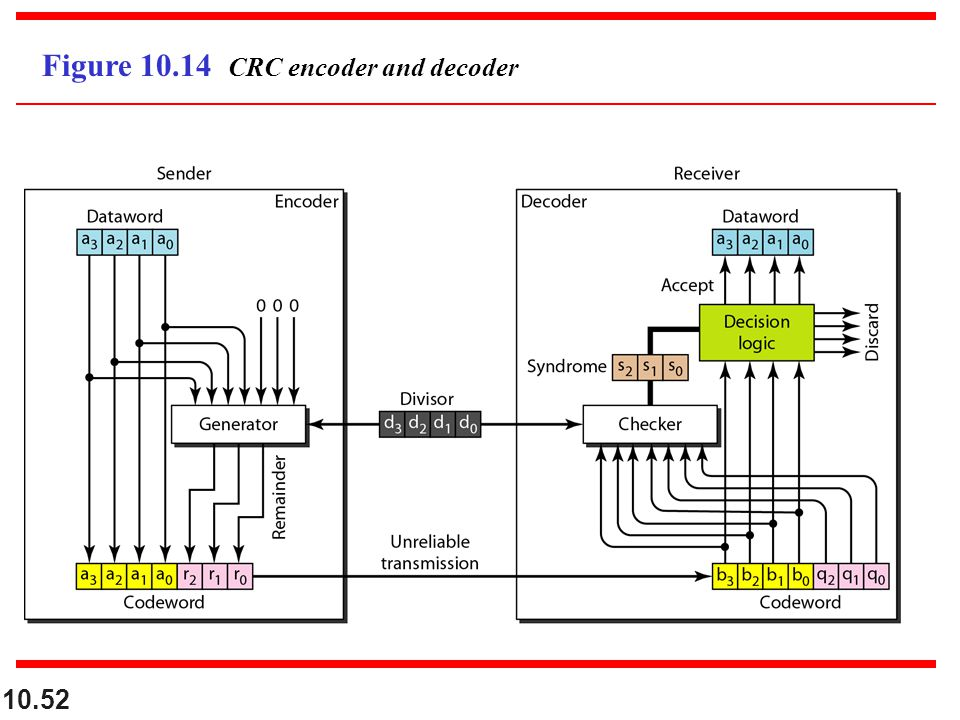 Figure 10.14 CRC encoder and decoder
Sender
Encoder
Dataword
a3 a2 a1 a0
0 0 0
Generator
Remainder
a3 a2 a1 a0 r2 r1 r0
Codeword
Divisor
d3 d2 d1 d0
Unreliable
transmission
Receiver
Decoder
Dataword
a3 a2 a1 a0
Accept
Decision
logic
Discard
Syndrome
s2 s1 s0
Checker
b3 b2 b1 b0 q2 q1 q0
Codeword
10.52